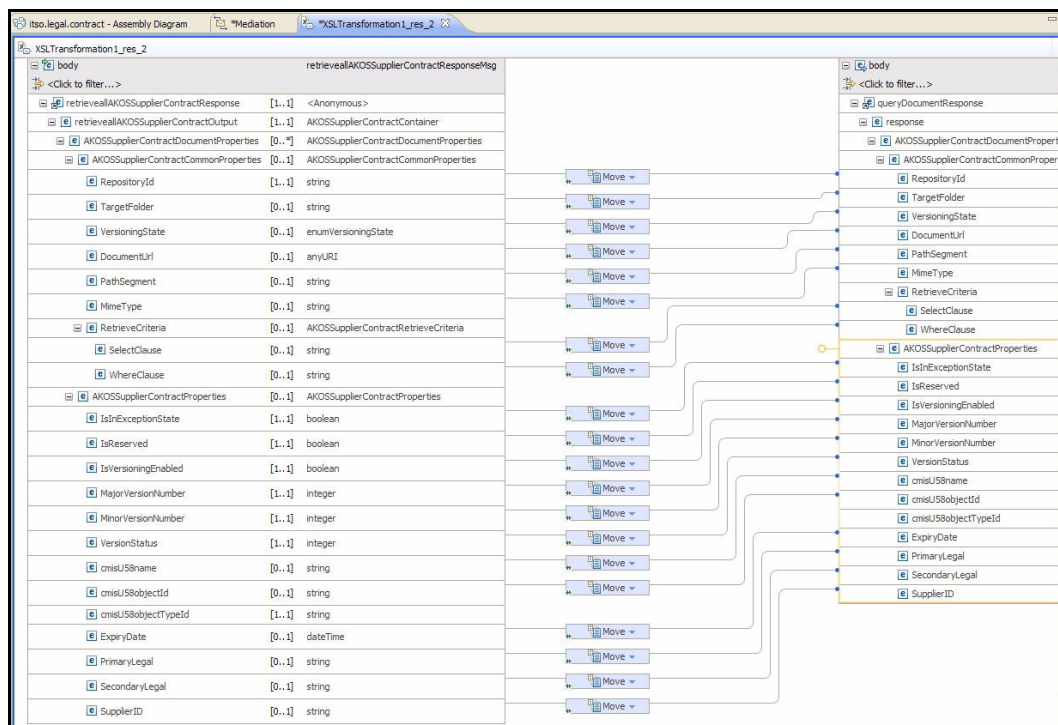 itso.legal.contract - Assembly Diagram *Mediation *XSLTransformation1_res_2
XSLTransformation1_res_2
body retrieveallAKOSSupplierContractResponseMsg body
<Click to filter...> <Click to filter...>
retrieveallAKOSSupplierContractResponse [1..1] <Anonymous> queryDocumentResponse
retrieveallAKOSSupplierContractOutput [1..1] AKOSSupplierContractContainer response
AKOSSupplierContractDocumentProperties [0..*] AKOSSupplierContractDocumentProperties AKOSSupplierContractDocumentPropert
AKOSSupplierContractCommonProperties [0..1] AKOSSupplierContractCommonProperties AKOSSupplierContractCommonProper
RepositoryId [1..1] string Move RepositoryId
TargetFolder [0..1] string Move TargetFolder
VersioningState [0..1] enumVersioningState Move VersioningState
DocumentUrl [0..1] anyURI Move DocumentUrl
PathSegment [0..1] string Move PathSegment
MimeType [0..1] string Move MimeType
RetrieveCriteria [0..1] AKOSSupplierContractRetrieveCriteria RetrieveCriteria
SelectClause [0..1] string Move SelectClause
WhereClause [0..1] string Move WhereClause
AKOSSupplierContractProperties [0..1] AKOSSupplierContractProperties AKOSSupplierContractProperties
IsInExceptionState [1..1] boolean Move IsInExceptionState
IsReserved [1..1] boolean Move IsReserved
IsVersioningEnabled [1..1] boolean Move IsVersioningEnabled
MajorVersionNumber [1..1] integer Move MajorVersionNumber
MinorVersionNumber [1..1] integer Move MinorVersionNumber
VersionStatus [1..1] integer Move VersionStatus
cmisU58name [0..1] string Move cmisU58name
cmisU58objectId [0..1] string Move cmisU58objectId
cmisU58objectTypeId [1..1] string cmisU58objectTypeId
ExpiryDate [0..1] dateTime Move ExpiryDate
PrimaryLegal [0..1] string Move PrimaryLegal
SecondaryLegal [0..1] string Move SecondaryLegal
SupplierID [0..1] string Move SupplierID